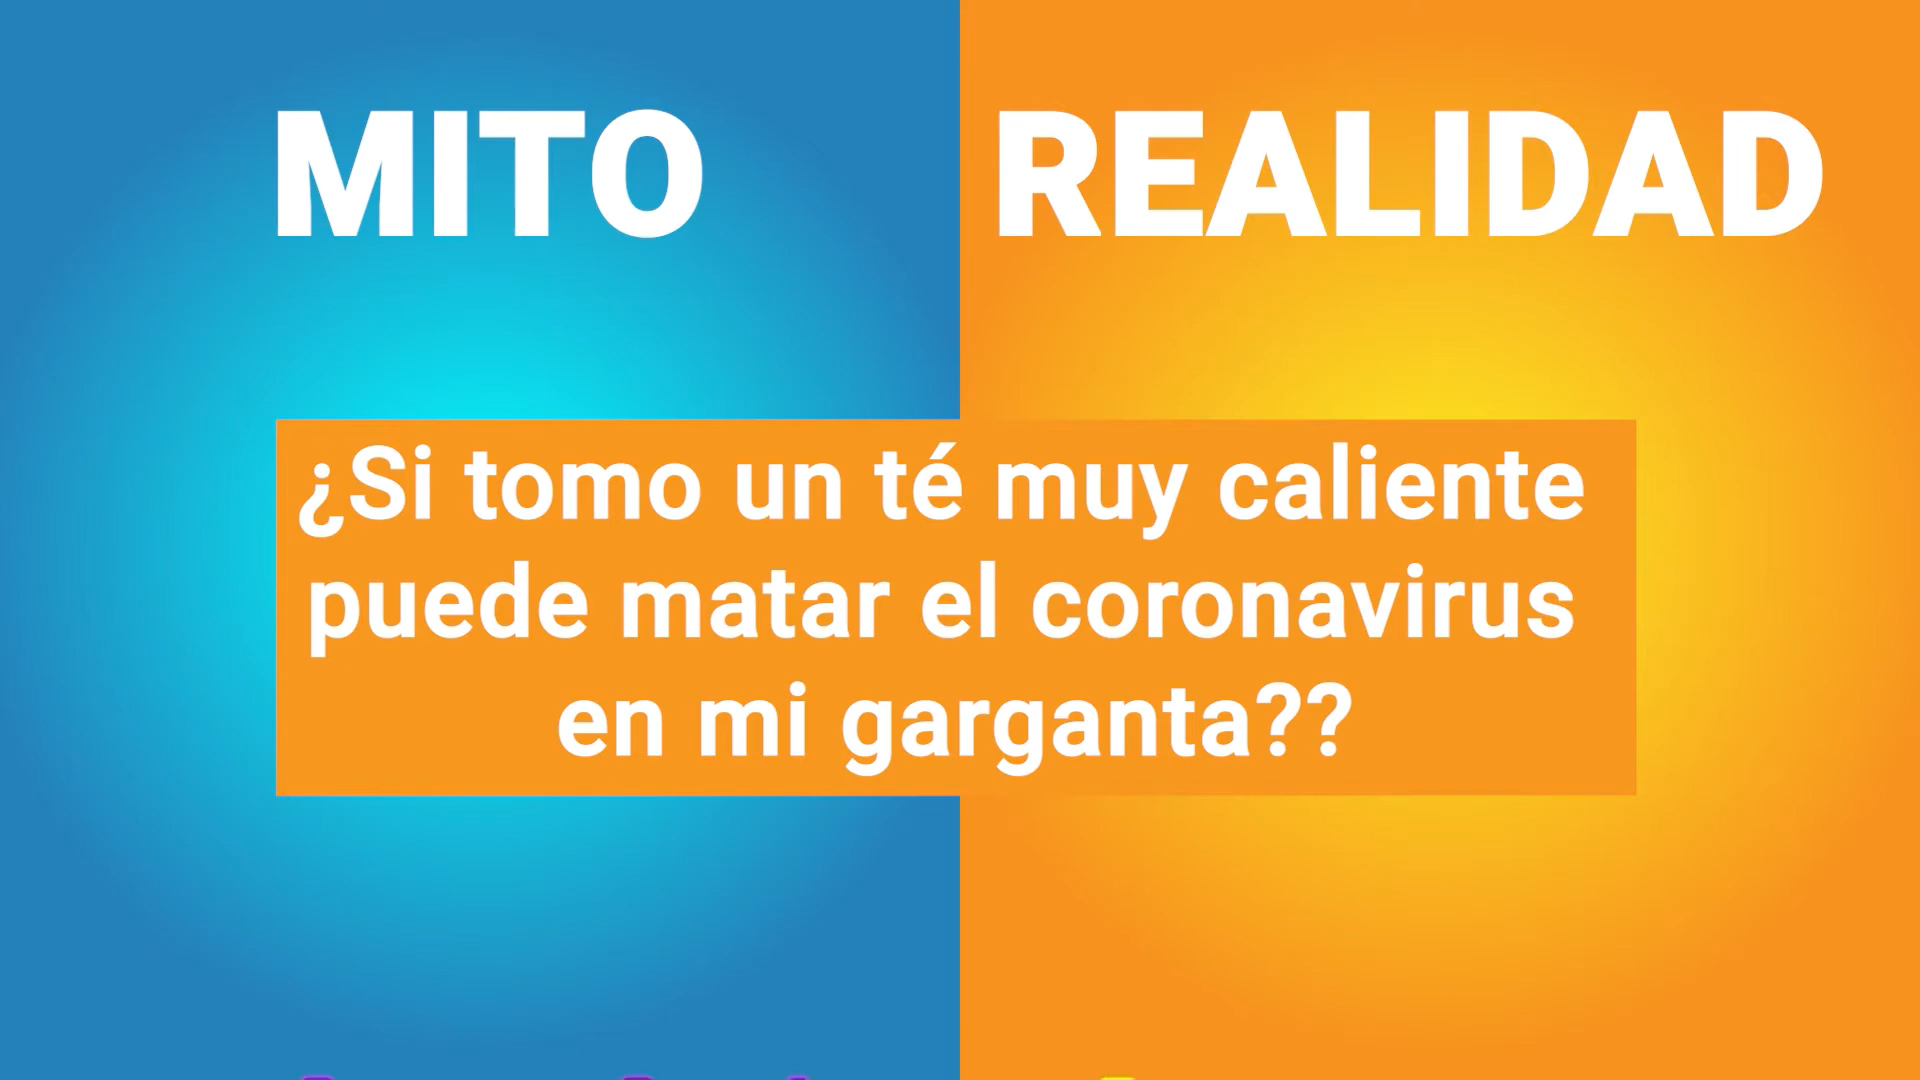 MITO
REALIDAD
¿Si tomo un té muy caliente
puede matar el coronavirus
en mi garganta??